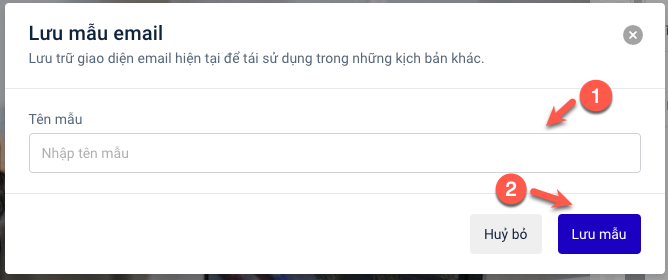 Lưu mẫu email
Lưu trữ giao diện email hiện tại để tái sử dụng trong những kịch bản khác.
1
Tên mẫu
Nhập tên mẫu
2
Huỷ bỏ
Lưu mẫu